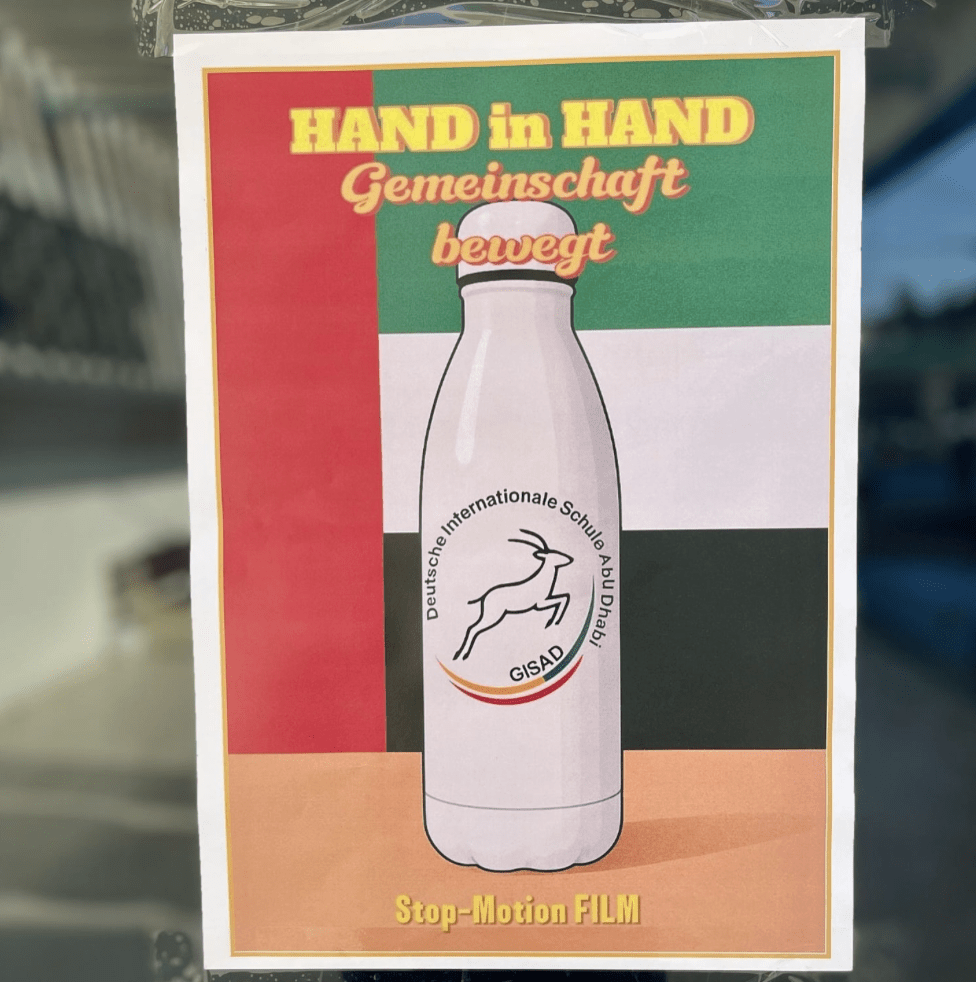 HAND in HAND
Gemeinschaft
bewegt
Deutsche Internationale Schule Abu Dhabi
GISAD
Stop-Motion FILM